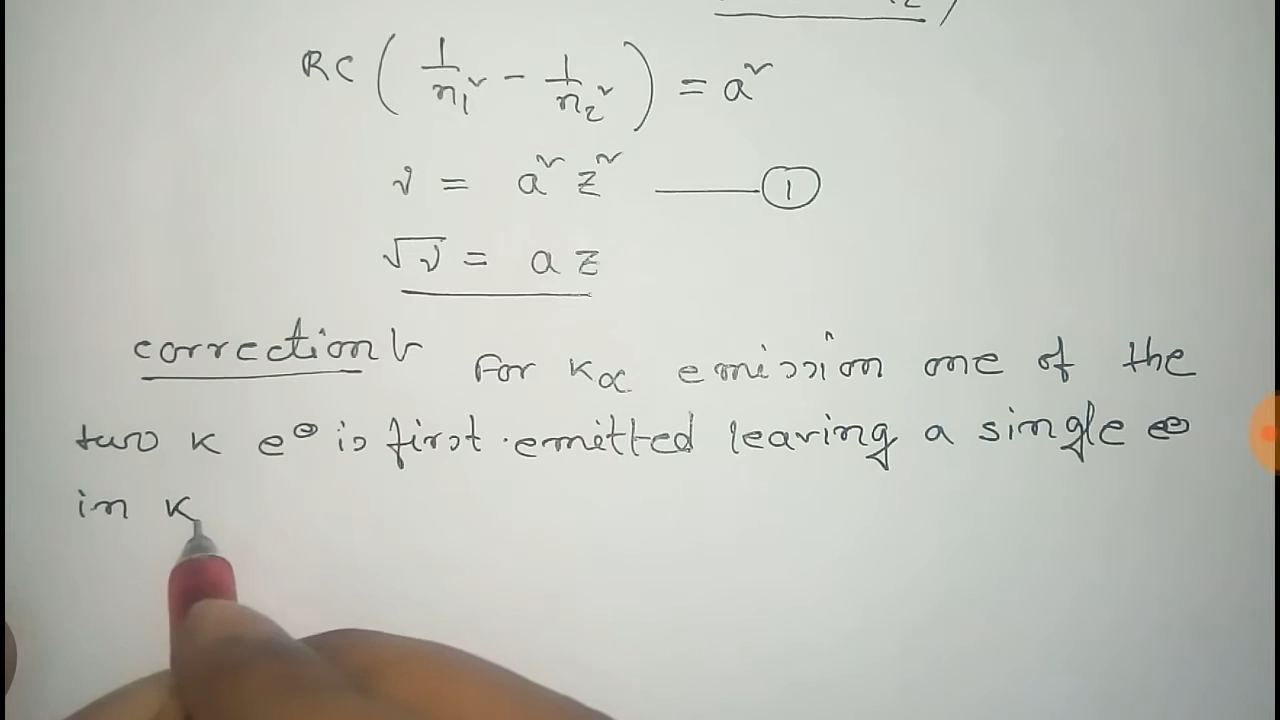 RC ( 1/n₁² − 1/n₂² ) = a²
ν = a² z² —— ①
√ν = a z
correction :- For Kα emission one of the
two K e⊖ is first emitted leaving a single e⊖
in K